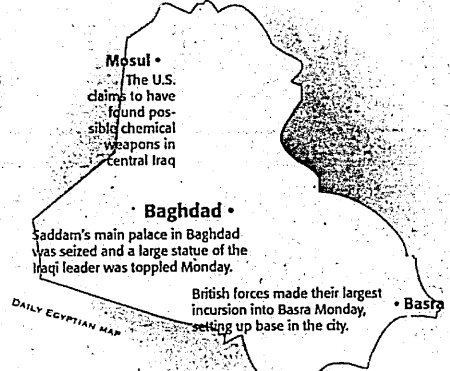 Mosul •
The U.S.
claims to have
found pos-
sible chemical
weapons in
central Iraq
Baghdad •
Saddam's main palace in Baghdad
was seized and a large statue of the
Iraqi leader was toppled Monday.
British forces made their largest
incursion into Basra Monday,
setting up base in the city.
• Basra
DAILY EGYPTIAN MAP